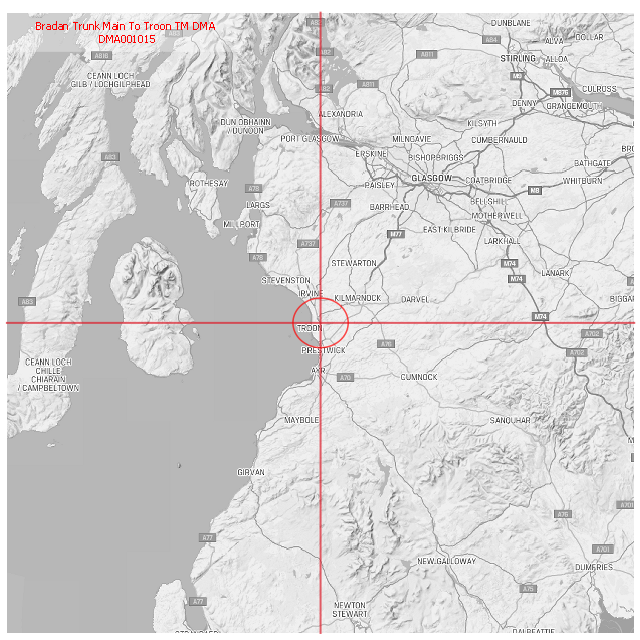 Bradan Trunk Main To Troon TM DMA
DMA001015
A82
DUNBLANE
A84
DOLLAR
ALVA
A816
A82
A811
STIRLING
ALLOA
CEANN LOCH
GILB / LOCHGILPHEAD
M9
A82
A811
CULROSS
M876
DENNY
GRANGEMOUTH
ALEXANDRIA
DUN OBHAINN
/ DUNOON
KILSYTH
PORT GLASGOW
MILNGAVIE
CUMBERNAULD
A83
ERSKINE
BISHOPBRIGGS
BATHGATE
GLASGOW
COATBRIDGE
WHITBURN
ROTHESAY
A78
PAISLEY
M8
LARGS
A737
BARRHEAD
BELLSHILL
MOTHERWELL
MILLPORT
M77
EAST KILBRIDE
LARKHALL
A737
A78
STEWARTON
M74
LANARK
STEVENSTON
M74
IRVINE
A83
KILMARNOCK
DARVEL
BIGGA
M74
TROON
A702
A76
PRESTWICK
A702
CEANN LOCH
CHILLE
CHIARAIN
/ CAMPBELTOWN
AYR
A70
CUMNOCK
MAYBOLE
SANQUHAR
GIRVAN
A701
A76
A77
A701
NEW GALLOWAY
DUMFRIES
A75
A77
NEWTON
STEWART
DALBEATTIE